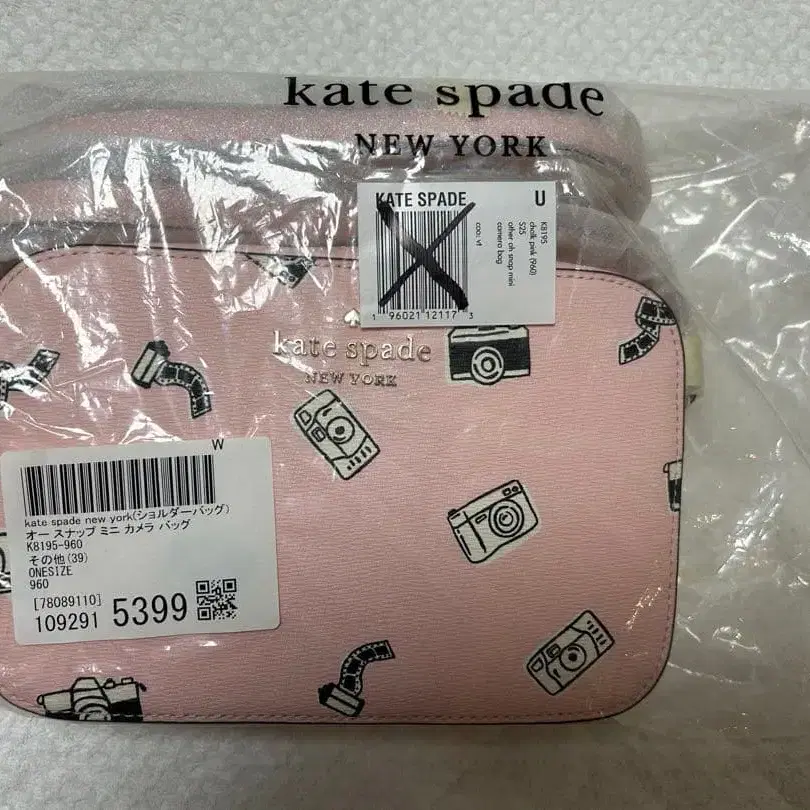 kate spade
NEW YORK
KATE SPADE U
K8195
chalk pink (960)
S25
other oh snap mini
camera bag
COO: VI
1 96021 12117 3
kate spade
NEW YORK
W
kate spade new york(ショルダーバッグ)
オー スナップ ミニ カメラ バッグ
K8195-960
その他(39)
ONESIZE
960
[78089110]
109291 5399